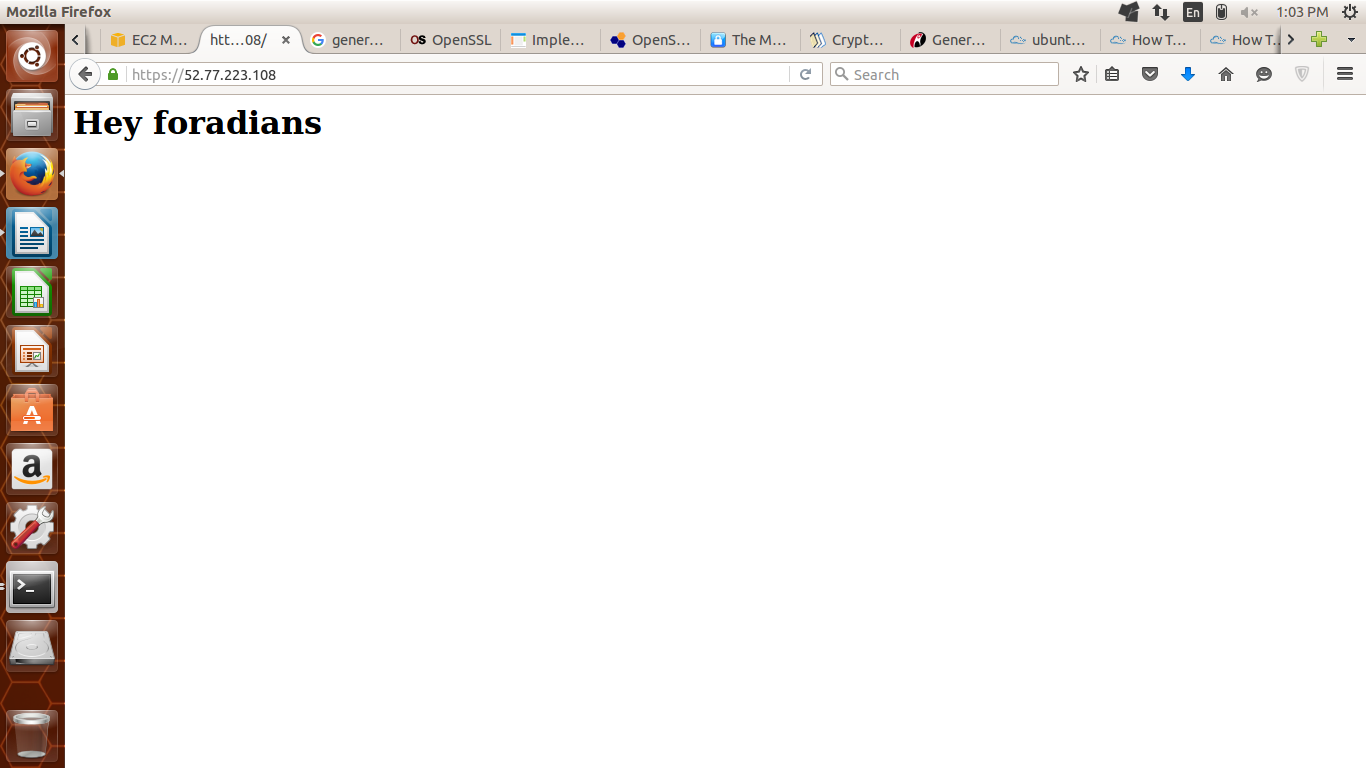 Mozilla Firefox
En
1:03 PM
EC2 M...
htt...08/
gener...
OS OpenSSL
Imple...
OpenS...
The M...
Crypt...
Gener...
ubunt...
How T...
How T...
https://52.77.223.108
Search
Hey foradians